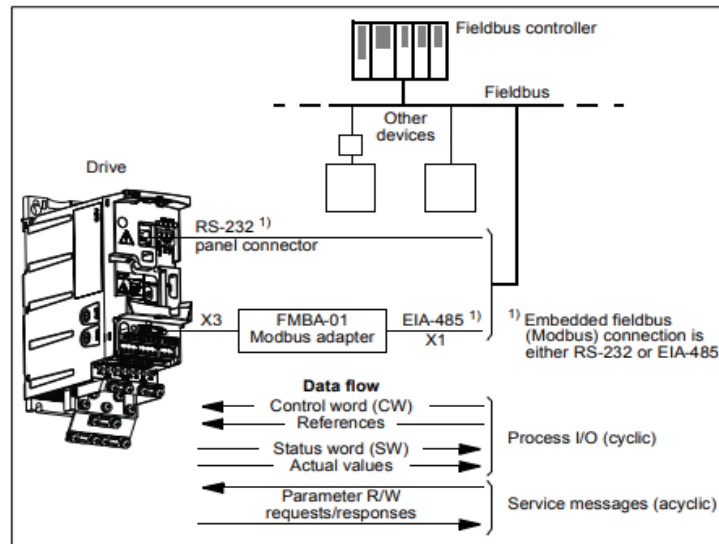 Fieldbus controller
Fieldbus
Other
devices
Drive
RS-232 1)
panel connector
X3
FMBA-01
Modbus adapter
EIA-485 1)
X1
1) Embedded fieldbus
(Modbus) connection is
either RS-232 or EIA-485
Data flow
Control word (CW)
References
Process I/O (cyclic)
Status word (SW)
Actual values
Parameter R/W
requests/responses
Service messages (acyclic)